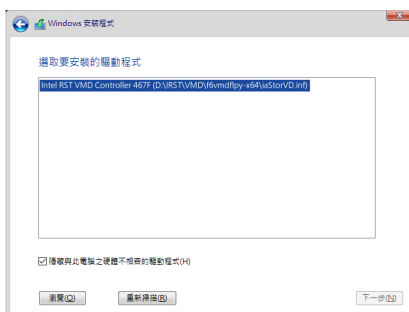 Windows 安裝程式
選取要安裝的驅動程式
Intel RST VMD Controller 467F (D:\IRST\VMD\f6vmdflpy-x64\iaStorVD.inf)
隱藏與此電腦之硬體不相容的驅動程式(H)
瀏覽(O)
重新掃描(R)
下一步(N)